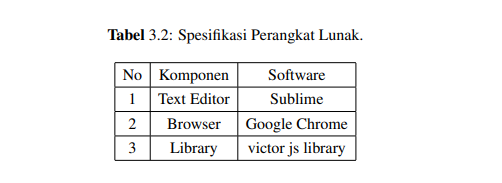 Tabel 3.2: Spesifikasi Perangkat Lunak.
No Komponen Software
1 Text Editor Sublime
2 Browser Google Chrome
3 Library victor js library